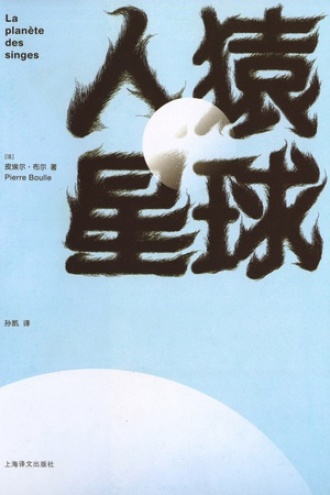 La
planète
des
singes
人猿
星球
[法]
皮埃尔·布尔 著
Pierre Boulle
孙凯 译
上海译文出版社